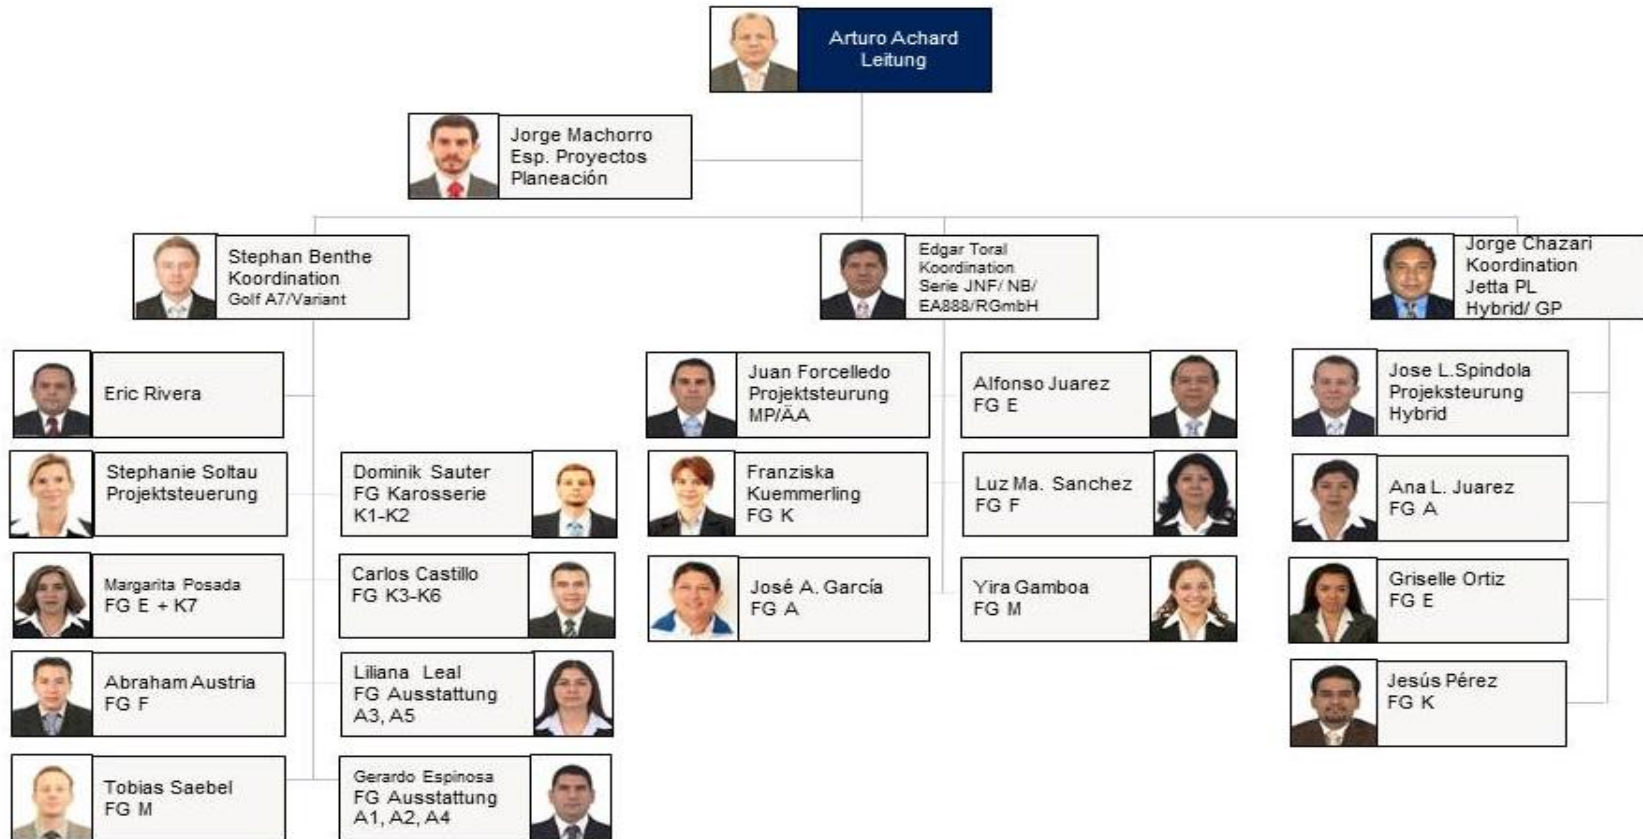 Arturo Achard
Leitung
Jorge Machorro
Esp. Proyectos
Planeación
Stephan Benthe
Koordination
Golf A7/Variant
Edgar Toral
Koordination
Serie JNF/ NB/
EA888/RGmbH
Jorge Chazari
Koordination
Jetta PL
Hybrid/ GP
Eric Rivera
Stephanie Soltau
Projektsteuerung
Margarita Posada
FG E + K7
Abraham Austria
FG F
Tobias Saebel
FG M
Dominik Sauter
FG Karosserie
K1-K2
Carlos Castillo
FG K3-K6
Liliana Leal
FG Ausstattung
A3, A5
Gerardo Espinosa
FG Ausstattung
A1, A2, A4
Juan Forcelledo
Projektsteurung
MP/ÄA
Franziska
Kuemmerling
FG K
José A. García
FG A
Alfonso Juarez
FG E
Luz Ma. Sanchez
FG F
Yira Gamboa
FG M
Jose L.Spindola
Projeksteurung
Hybrid
Ana L. Juarez
FG A
Griselle Ortiz
FG E
Jesús Pérez
FG K